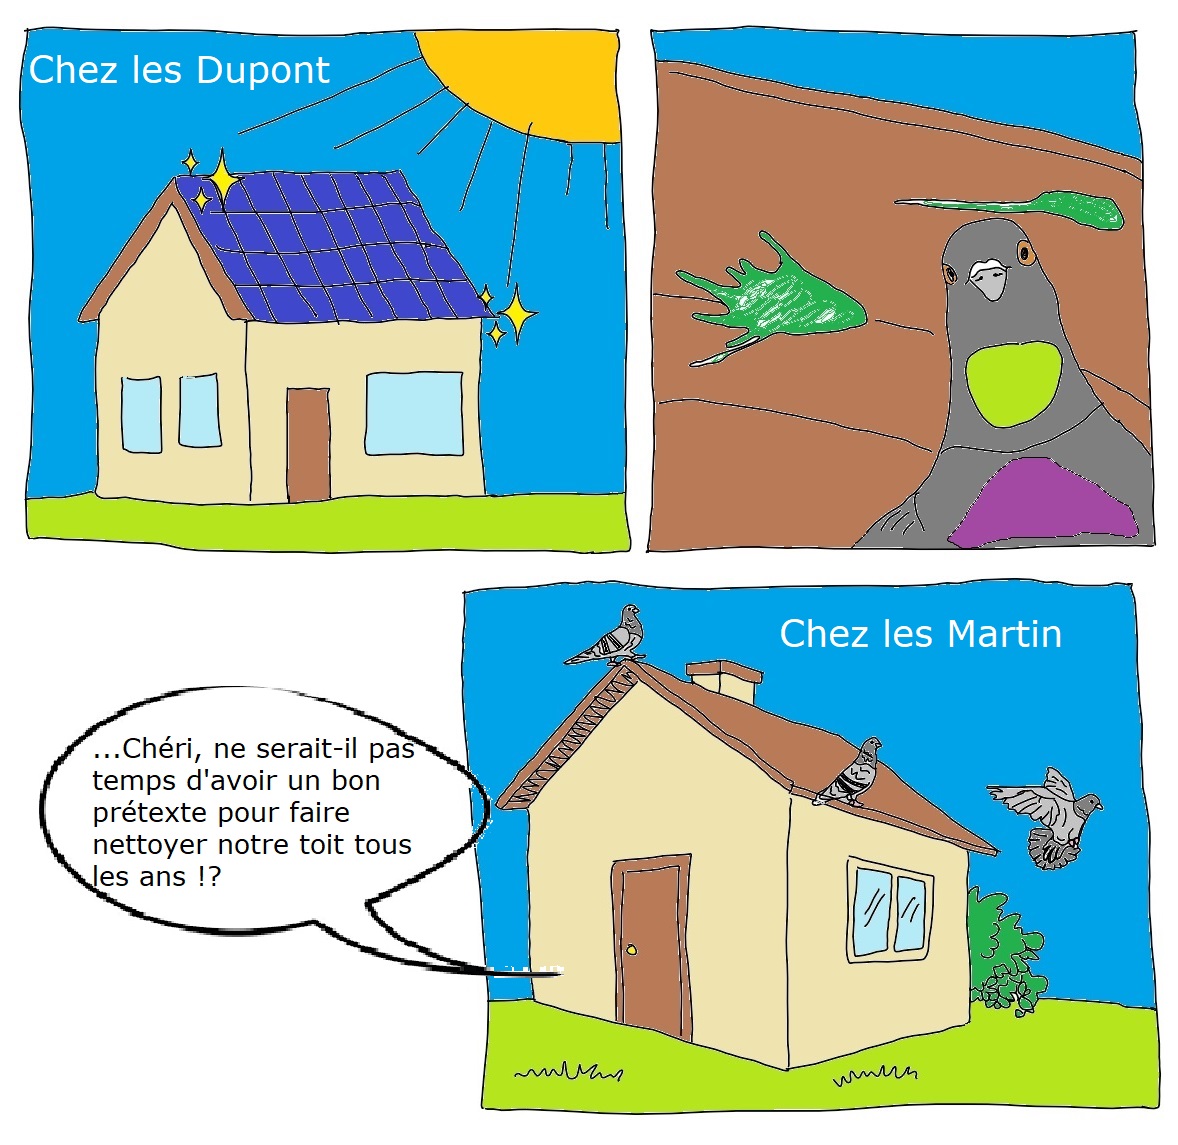 Chez les Dupont
Chez les Martin
...Chéri, ne serait-il pas
temps d'avoir un bon
prétexte pour faire
nettoyer notre toit tous
les ans !?